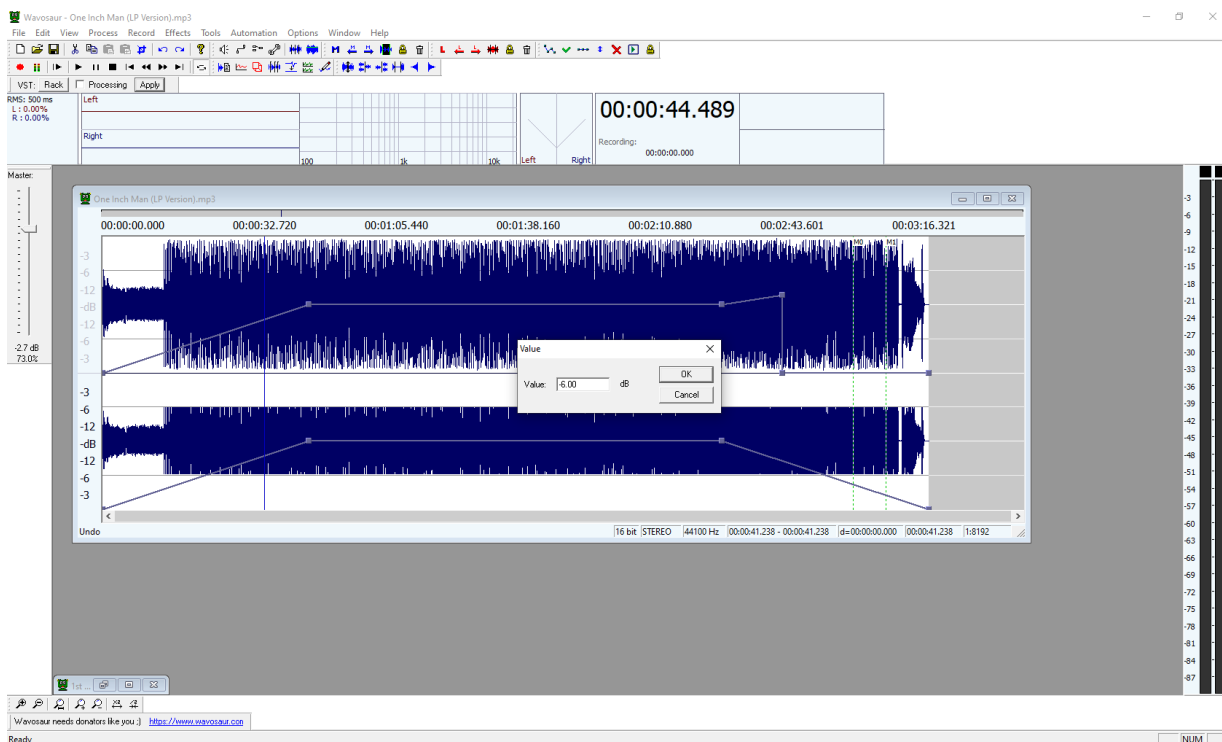 Wavosaur - One Inch Man (LP Version).mp3
File Edit View Process Record Effects Tools Automation Options Window Help
VST: Rack Processing Apply
RMS: 500 ms
L : 0.00%
R : 0.00%
Left
Right
100 1k 10k
Left Right
00:00:44.489
Recording:
00:00:00.000
Master:
-2.7 dB
73.0%
One Inch Man (LP Version).mp3
00:00:00.000 00:00:32.720 00:01:05.440 00:01:38.160 00:02:10.880 00:02:43.601 00:03:16.321
M0 M1
-3
-6
-12
-dB
-12
-6
-3
-3
-6
-12
-dB
-12
-6
-3
Value
Value: -6.00 dB
OK
Cancel
Undo
16 bit STEREO 44100 Hz 00:00:41.238 - 00:00:41.238 d=00:00:00.000 00:00:41.238 1:8192
-3
-6
-9
-12
-15
-18
-21
-24
-27
-30
-33
-36
-39
-42
-45
-48
-51
-54
-57
-60
-63
-66
-69
-72
-75
-78
-81
-84
-87
1st ...
Wavosaur needs donators like you ;) https://www.wavosaur.com
Ready NUM